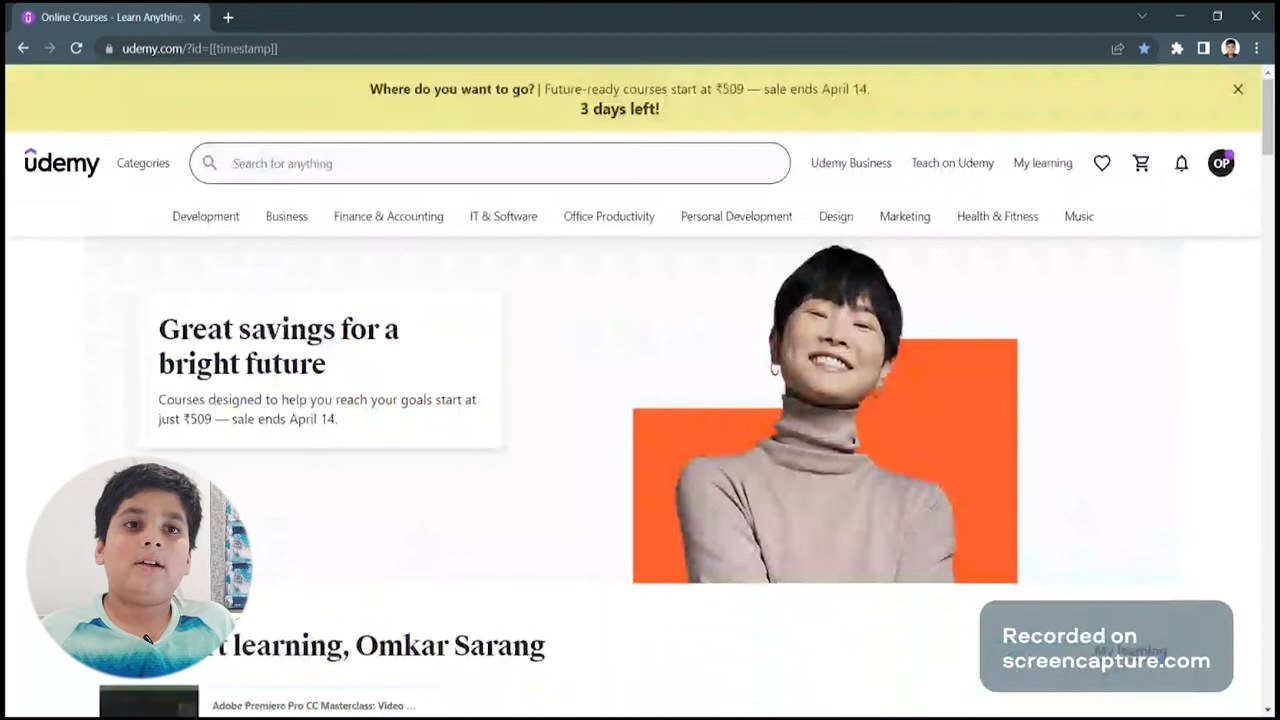 Online Courses - Learn Anything,
udemy.com/?id=[[timestamp]]
Where do you want to go? | Future-ready courses start at ₹509 — sale ends April 14.
3 days left!
ûdemy
Categories
Search for anything
Udemy Business
Teach on Udemy
My learning
OP
Development
Business
Finance & Accounting
IT & Software
Office Productivity
Personal Development
Design
Marketing
Health & Fitness
Music
Great savings for a
bright future
Courses designed to help you reach your goals start at
just ₹509 — sale ends April 14.
t learning, Omkar Sarang
My learning
Recorded on
screencapture.com
Adobe Premiere Pro CC Masterclass: Video ...